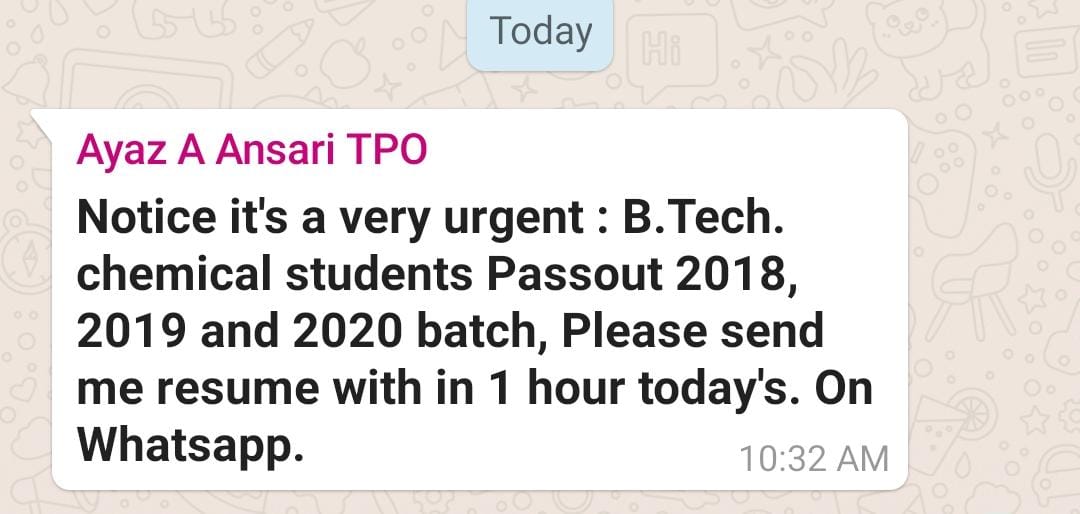 Today
Hi
Ayaz A Ansari TPO
Notice it's a very urgent : B.Tech.
chemical students Passout 2018,
2019 and 2020 batch, Please send
me resume with in 1 hour today's. On
Whatsapp.
10:32 AM